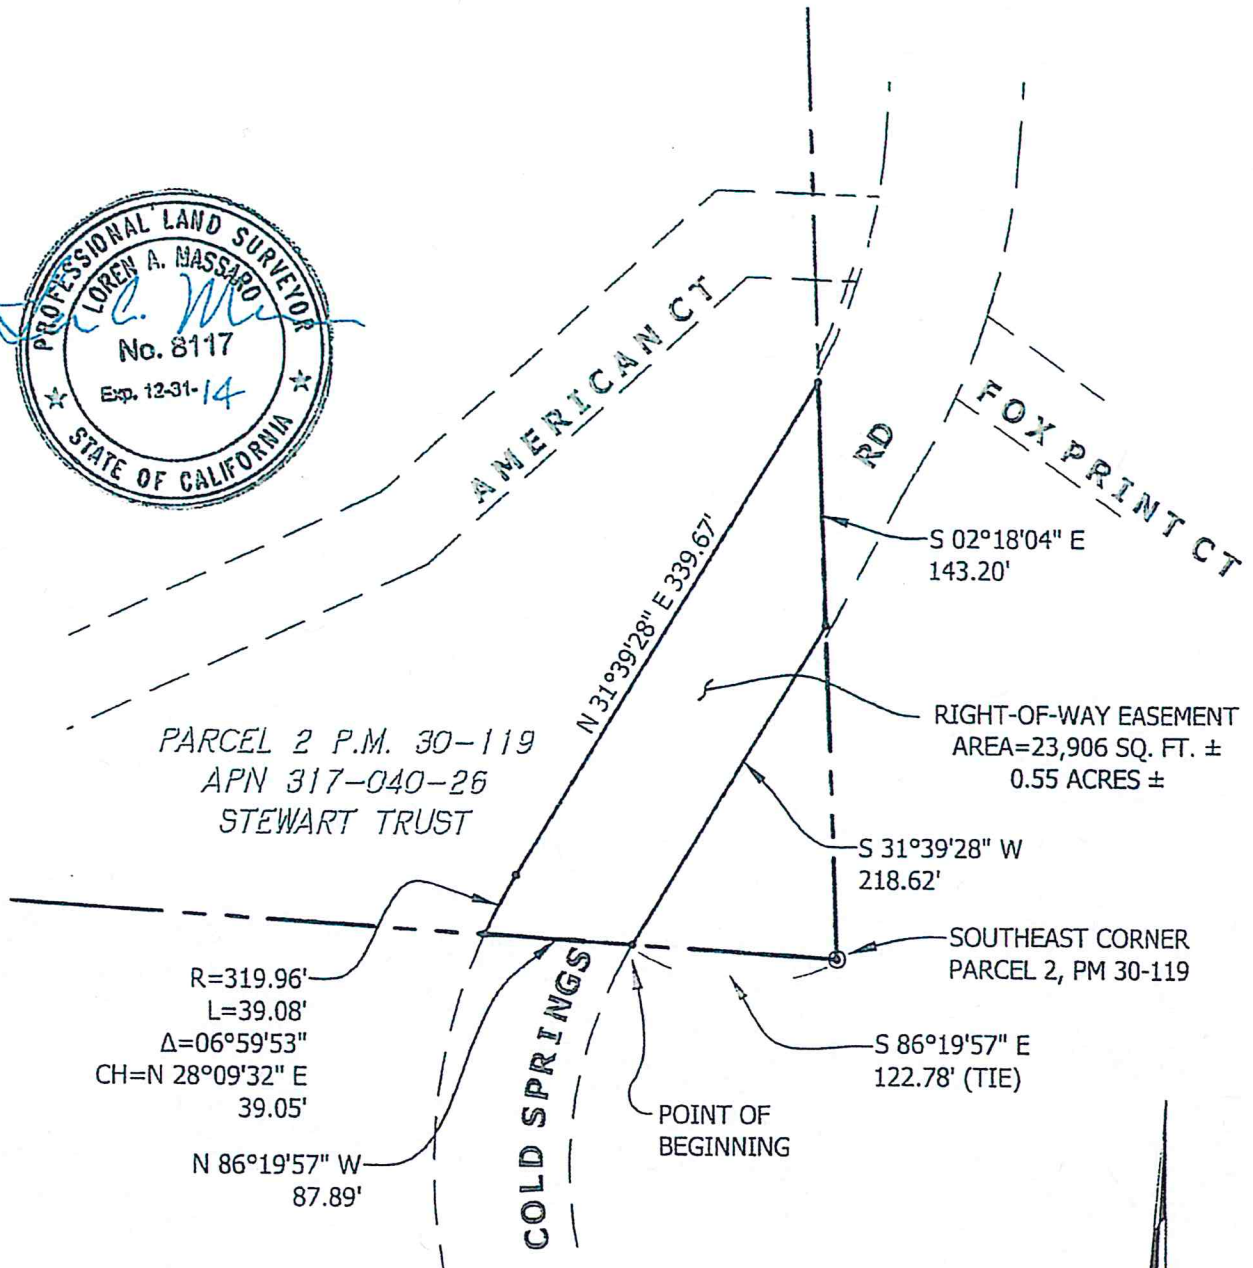 PROFESSIONAL LAND SURVEYOR
LOREN A. MASSARO
No. 8117
Exp. 12-31-14
STATE OF CALIFORNIA
AMERICAN CT
RD
FOX PRINT CT
S 02°18'04" E
143.20'
N 31°39'28" E 339.67'
RIGHT-OF-WAY EASEMENT
AREA=23,906 SQ. FT. ±
0.55 ACRES ±
PARCEL 2 P.M. 30-119
APN 317-040-26
STEWART TRUST
S 31°39'28" W
218.62'
SOUTHEAST CORNER
PARCEL 2, PM 30-119
R=319.96'
L=39.08'
Δ=06°59'53"
CH=N 28°09'32" E
39.05'
S 86°19'57" E
122.78' (TIE)
POINT OF
BEGINNING
N 86°19'57" W
87.89'
COLD SPRINGS